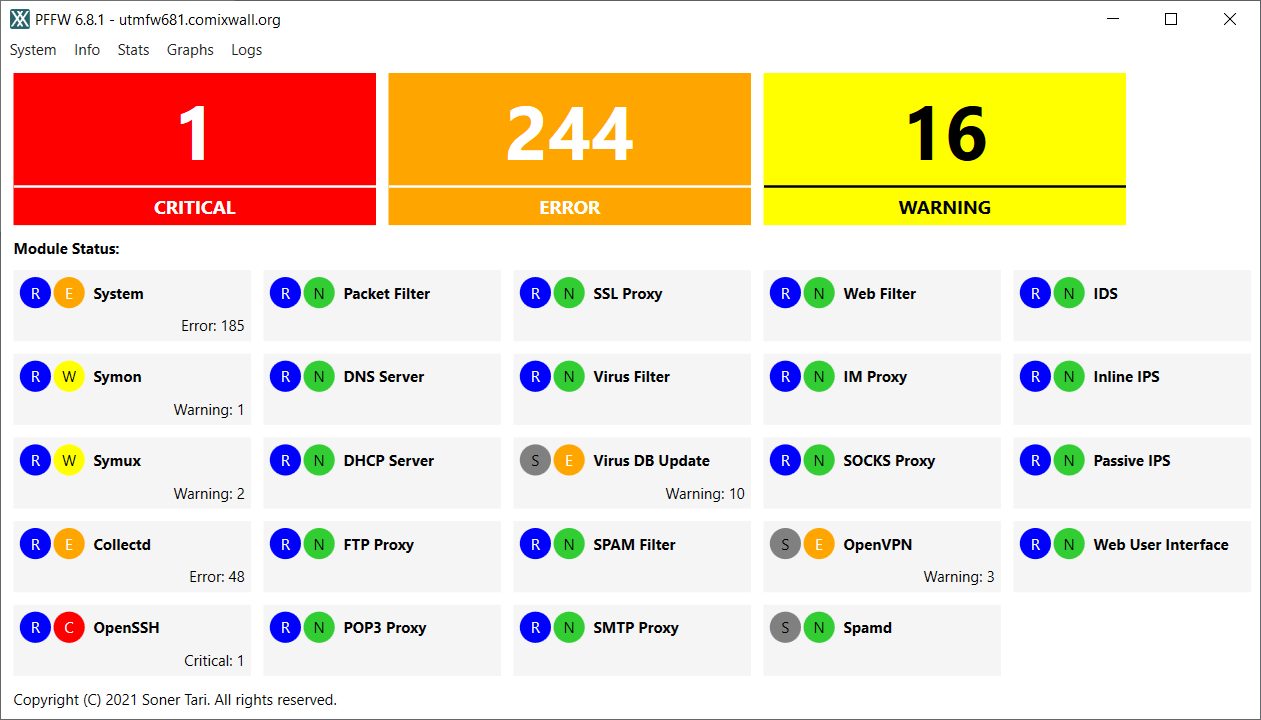 PFFW 6.8.1 - utmfw681.comixwall.org
System Info Stats Graphs Logs
1 244 16
CRITICAL ERROR WARNING
Module Status:
R E System R N Packet Filter R N SSL Proxy R N Web Filter R N IDS
Error: 185
R W Symon R N DNS Server R N Virus Filter R N IM Proxy R N Inline IPS
Warning: 1
R W Symux R N DHCP Server S E Virus DB Update R N SOCKS Proxy R N Passive IPS
Warning: 2 Warning: 10
R E Collectd R N FTP Proxy R N SPAM Filter S E OpenVPN R N Web User Interface
Error: 48 Warning: 3
R C OpenSSH R N POP3 Proxy R N SMTP Proxy S N Spamd
Critical: 1
Copyright (C) 2021 Soner Tari. All rights reserved.